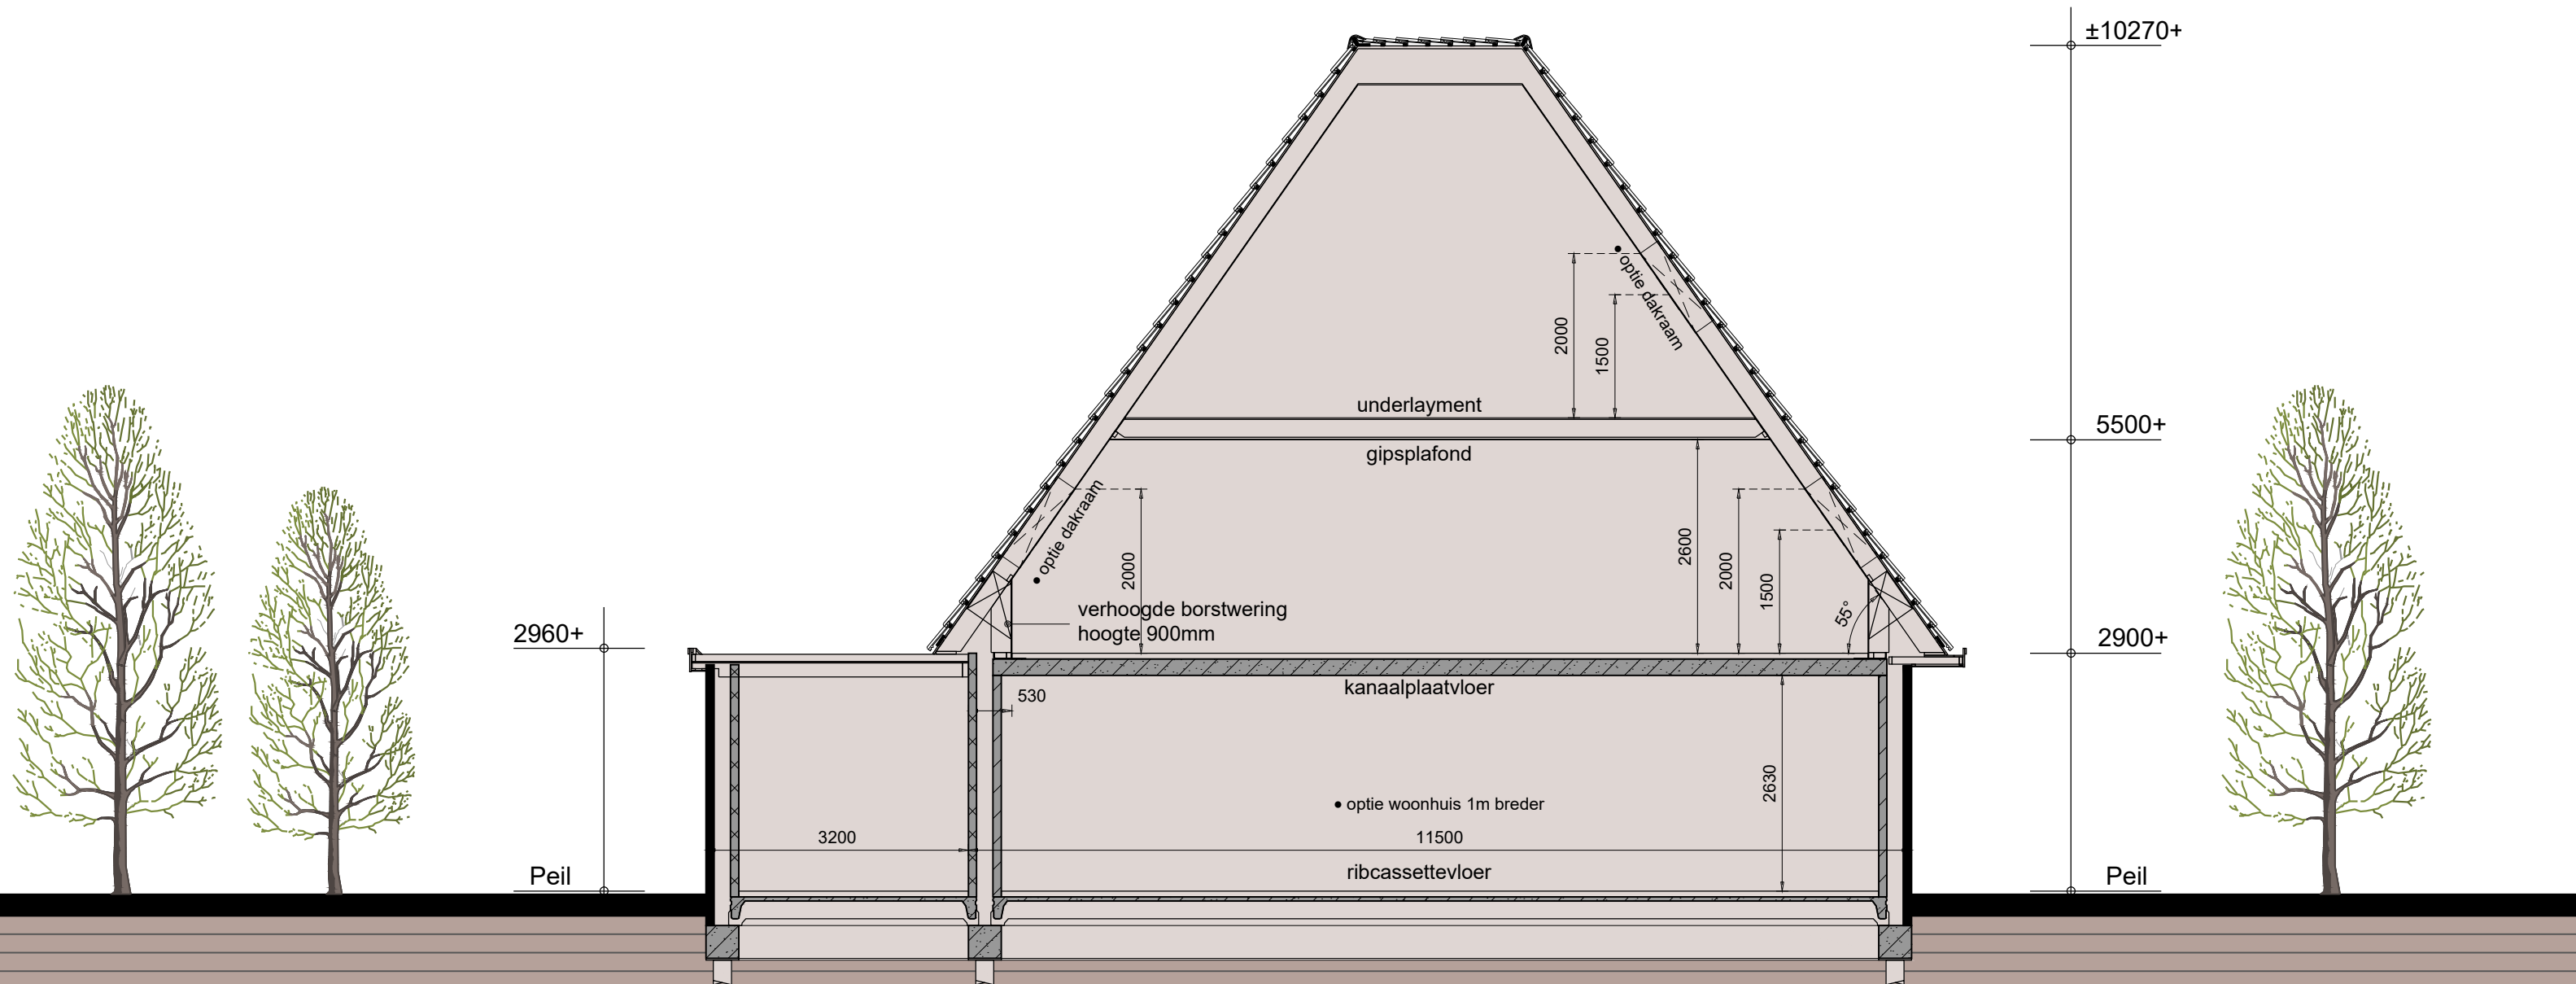 ±10270+
• optie dakraam
2000
1500
underlayment
5500+
gipsplafond
• optie dakraam
2000
2600
2000
1500
55°
verhoogde borstwering
hoogte 900mm
2960+
2900+
kanaalplaatvloer
530
2630
• optie woonhuis 1m breder
3200
11500
ribcassettevloer
Peil
Peil